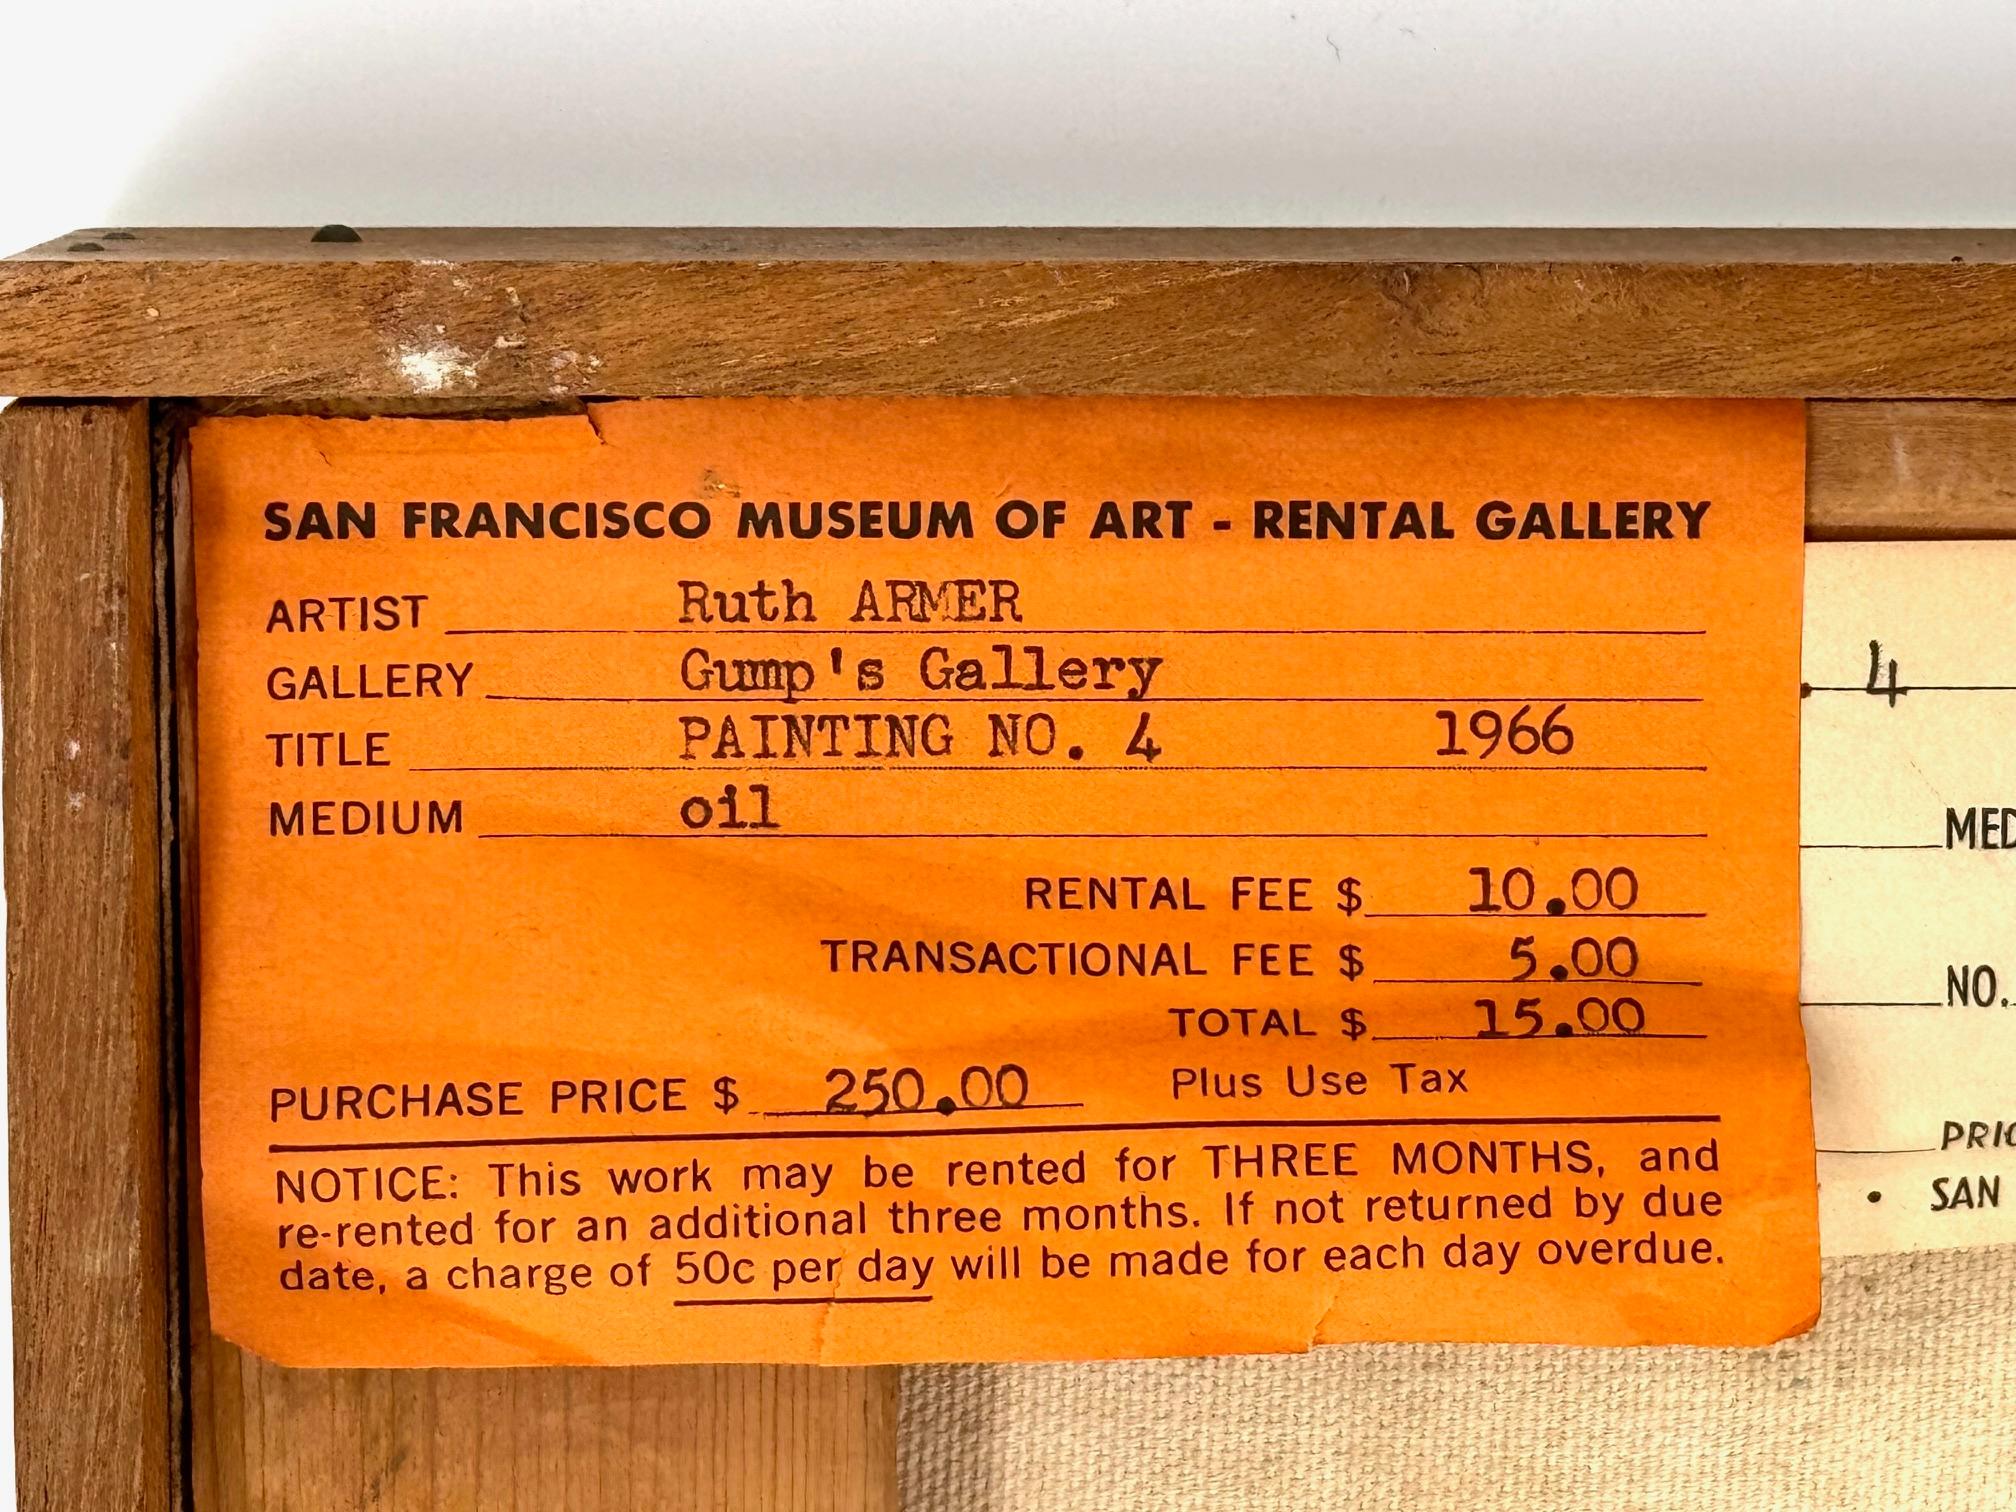 SAN FRANCISCO MUSEUM OF ART - RENTAL GALLERY
ARTIST Ruth ARMER
GALLERY Gump's Gallery
TITLE PAINTING NO. 4 1966
MEDIUM oil
RENTAL FEE $ 10.00
TRANSACTIONAL FEE $ 5.00
TOTAL $ 15.00
PURCHASE PRICE $ 250.00 Plus Use Tax
NOTICE: This work may be rented for THREE MONTHS, and
re-rented for an additional three months. If not returned by due
date, a charge of 50c per day will be made for each day overdue.
4
MED
NO.
PRIC
• SAN